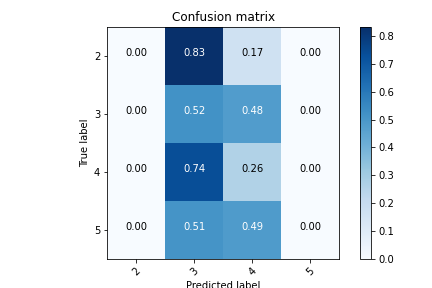 Confusion matrix
2 0.00 0.83 0.17 0.00
3 0.00 0.52 0.48 0.00
4 0.00 0.74 0.26 0.00
5 0.00 0.51 0.49 0.00
True label
2 3 4 5
Predicted label
0.8
0.7
0.6
0.5
0.4
0.3
0.2
0.1
0.0